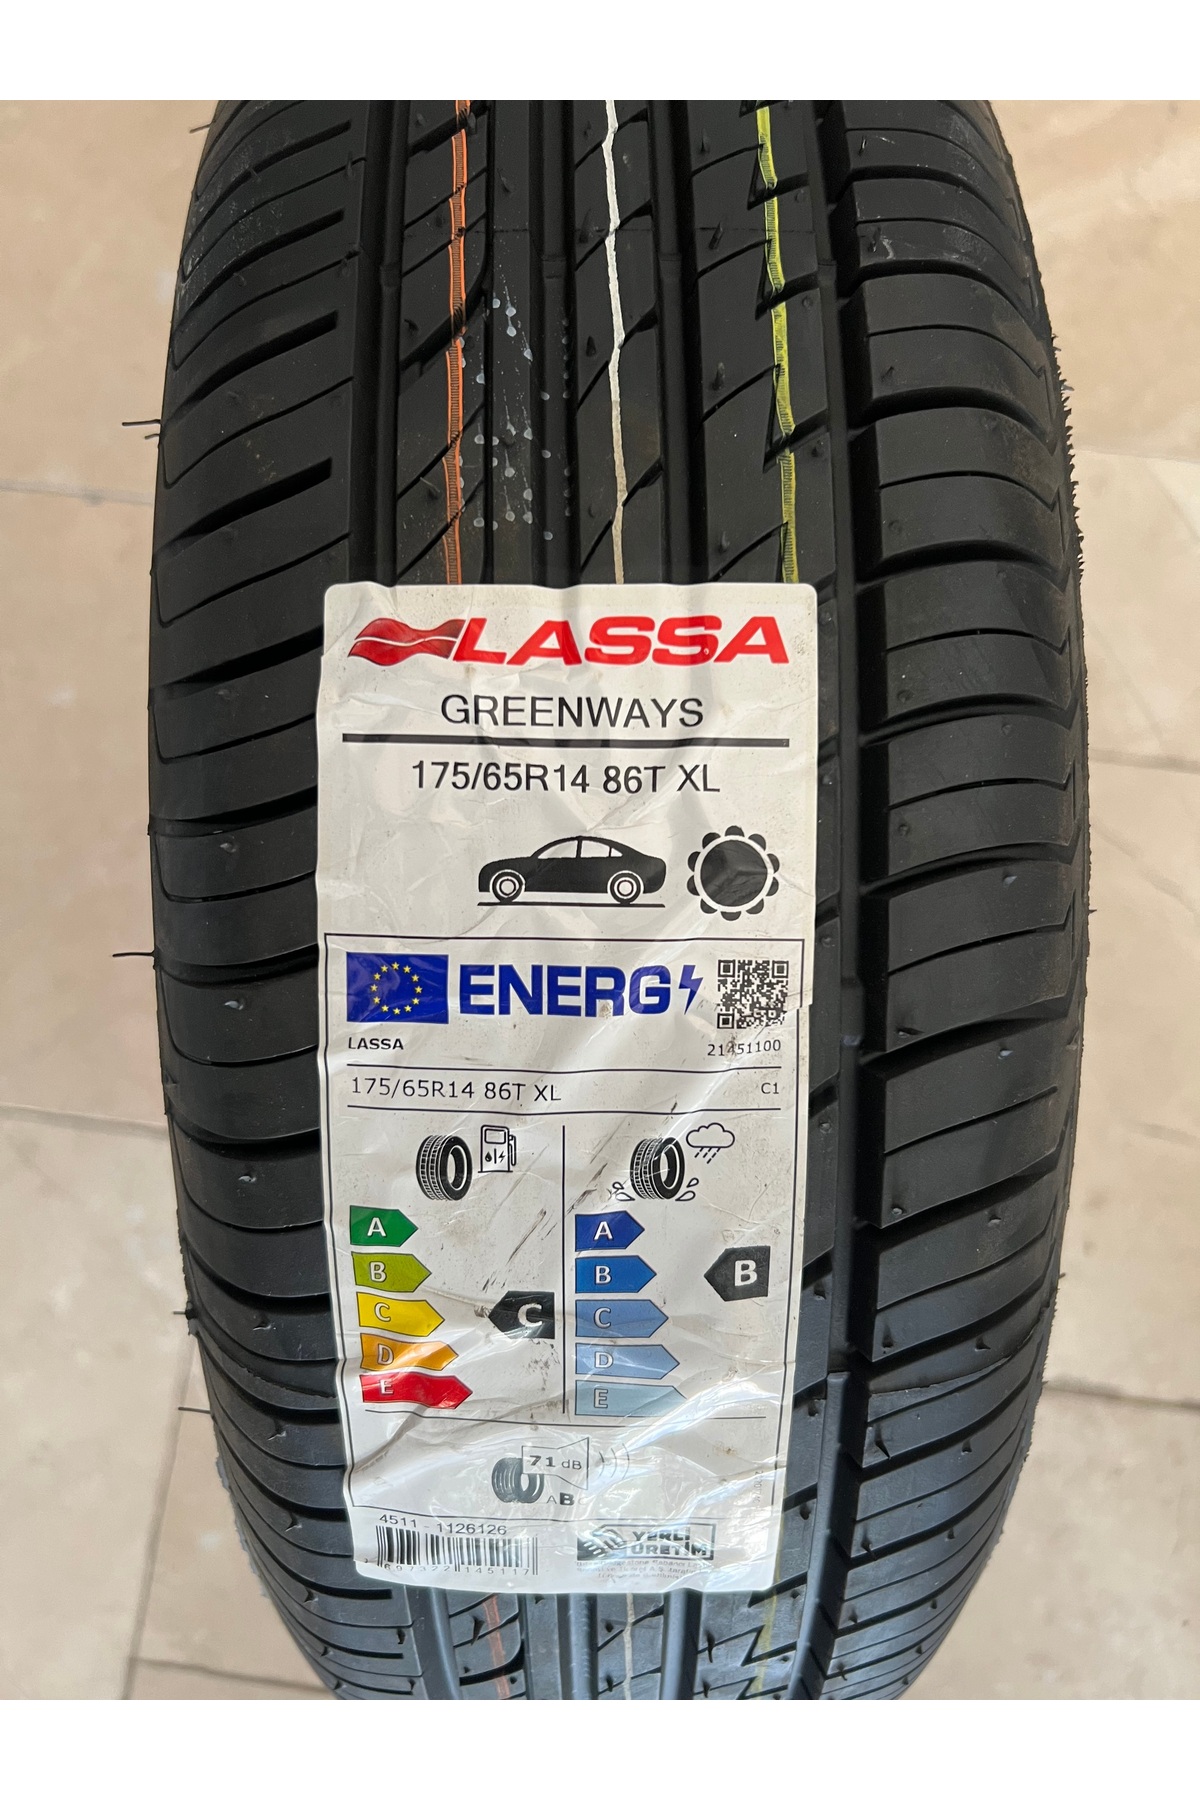 LASSA
GREENWAYS
175/65R14 86T XL
ENERG
LASSA
21451100
175/65R14 86T XL
C1
A
B
C
D
E
C
A
B
C
D
E
B
71 dB
AB
4511 - 1126126
YERLİ
ÜRETİM